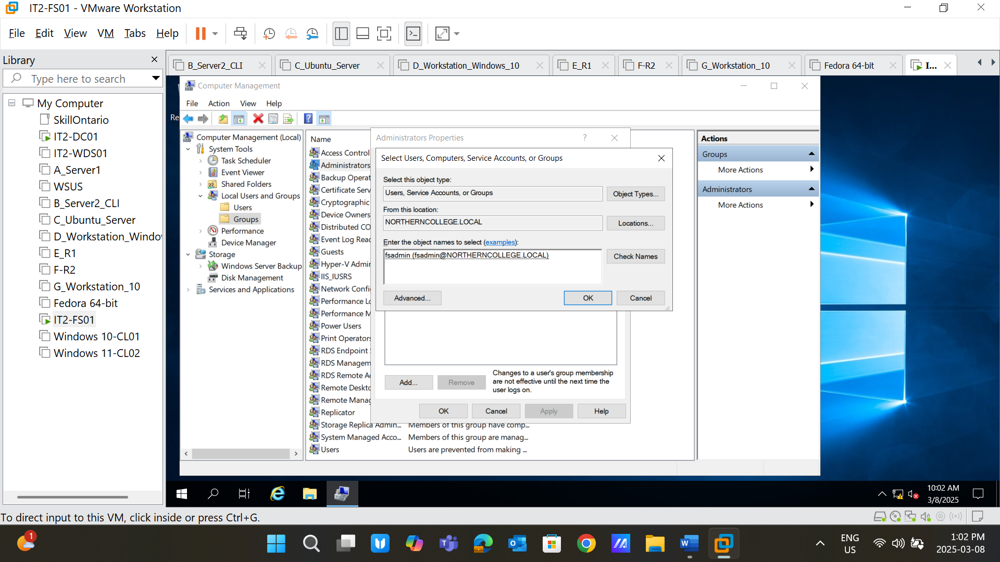 IT2-FS01 - VMware Workstation
File Edit View VM Tabs Help
Library
Type here to search
My Computer
SkillOntario
IT2-DC01
IT2-WDS01
A_Server1
WSUS
B_Server2_CLI
C_Ubuntu_Server
D_Workstation_Windov
E_R1
F-R2
G_Workstation_10
Fedora 64-bit
IT2-FS01
Windows 10-CL01
Windows 11-CL02
B_Server2_CLI
C_Ubuntu_Server
D_Workstation_Windows_10
E_R1
F-R2
G_Workstation_10
Fedora 64-bit
I...
Re
Computer Management
File Action View Help
Computer Management (Local)
System Tools
Task Scheduler
Event Viewer
Shared Folders
Local Users and Groups
Users
Groups
Performance
Device Manager
Storage
Windows Server Backup
Disk Management
Services and Applications
Name
Access Control
Administrators
Backup Operat
Certificate Serv
Cryptographic
Device Owners
Distributed CO
Event Log Reac
Guests
Hyper-V Admir
IIS_IUSRS
Network Confi
Performance Lo
Performance M
Power Users
Print Operators
RDS Endpoint
RDS Managem
RDS Remote Ac
Remote Deskto
Remote Manag
Replicator
Storage Replica Admin... Members of this group have comp...
System Managed Acco... Members of this group are manag...
Users Users are prevented from making ...
Administrators Properties
?
Select Users, Computers, Service Accounts, or Groups
Select this object type:
Users, Service Accounts, or Groups
Object Types...
From this location:
NORTHERNCOLLEGE.LOCAL
Locations...
Enter the object names to select (examples):
fsadmin (fsadmin@NORTHERNCOLLEGE.LOCAL)
Check Names
Advanced...
OK
Cancel
Add...
Remove
Changes to a user's group membership
are not effective until the next time the
user logs on.
OK
Cancel
Apply
Help
Actions
Groups
More Actions
Administrators
More Actions
10:02 AM
3/8/2025
To direct input to this VM, click inside or press Ctrl+G.
1
ENG
US
1:02 PM
2025-03-08